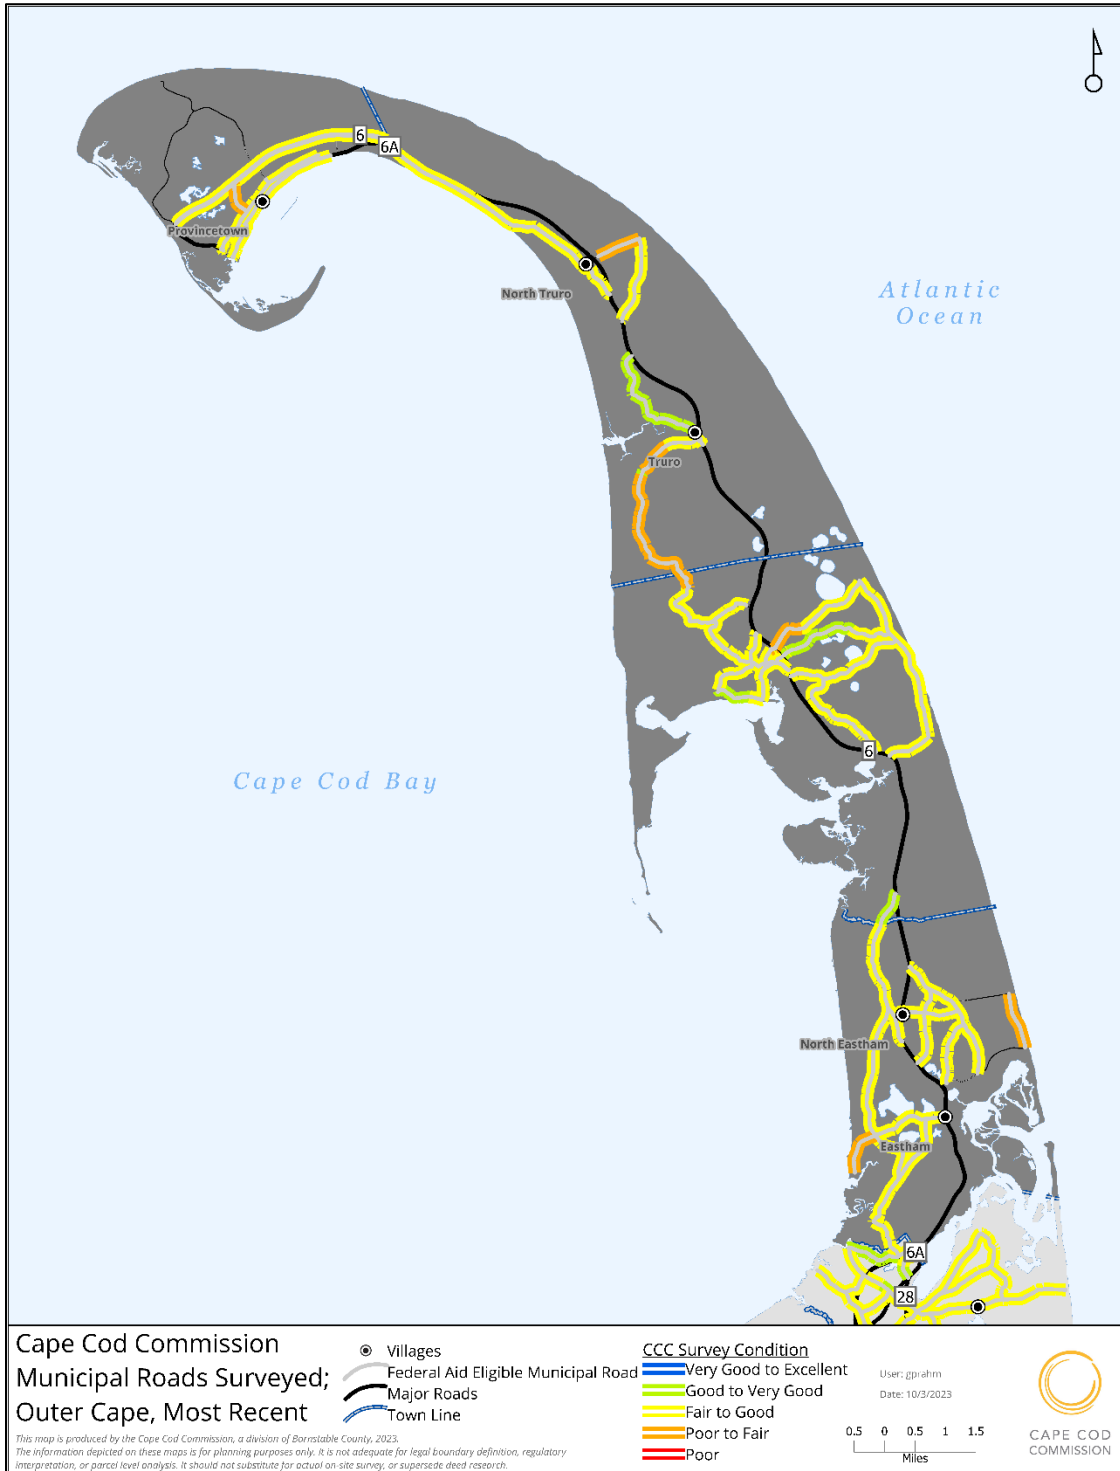 6
6A
Provincetown
North Truro
Atlantic
Ocean
Truro
6
Cape Cod Bay
North Eastham
Eastham
6A
28
Cape Cod Commission
Municipal Roads Surveyed;
Outer Cape, Most Recent
This map is produced by the Cape Cod Commission, a division of Barnstable County, 2023.
The information depicted on these maps is for planning purposes only. It is not adequate for legal boundary definition, regulatory
interpretation, or parcel level analysis. It should not substitute for actual on-site survey, or supersede deed research.
Villages
Federal Aid Eligible Municipal Road
Major Roads
Town Line
CCC Survey Condition
Very Good to Excellent
Good to Very Good
Fair to Good
Poor to Fair
Poor
User: gprahm
Date: 10/3/2023
0.5 0 0.5 1 1.5
Miles
CAPE COD
COMMISSION